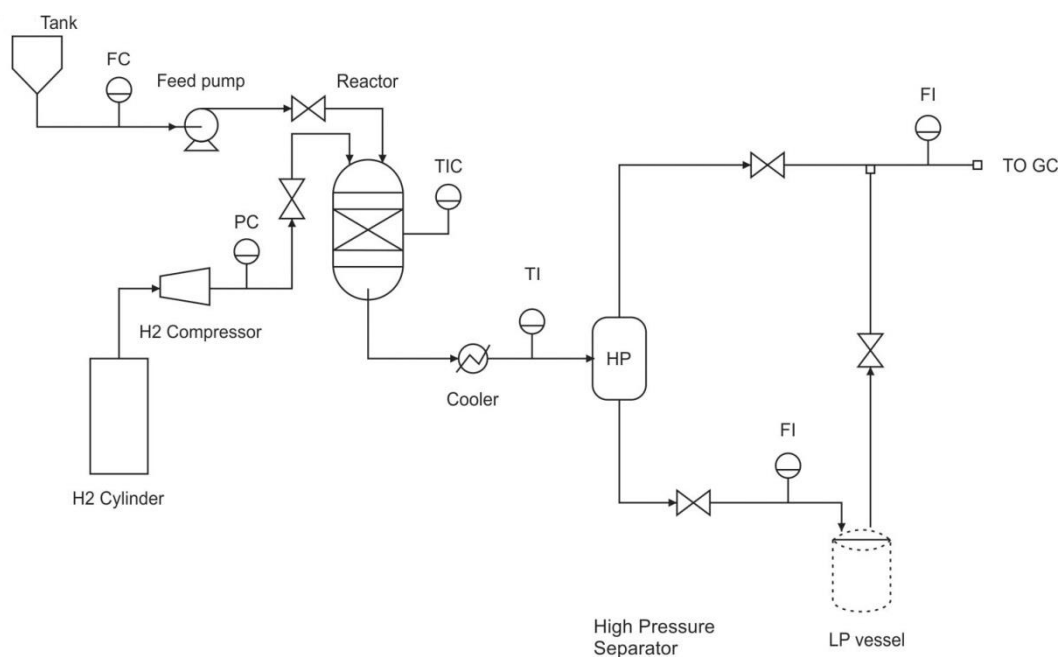 Tank
FC
Feed pump
Reactor
FI
TIC
TO GC
PC
TI
H2 Compressor
HP
Cooler
FI
H2 Cylinder
High Pressure
Separator
LP vessel